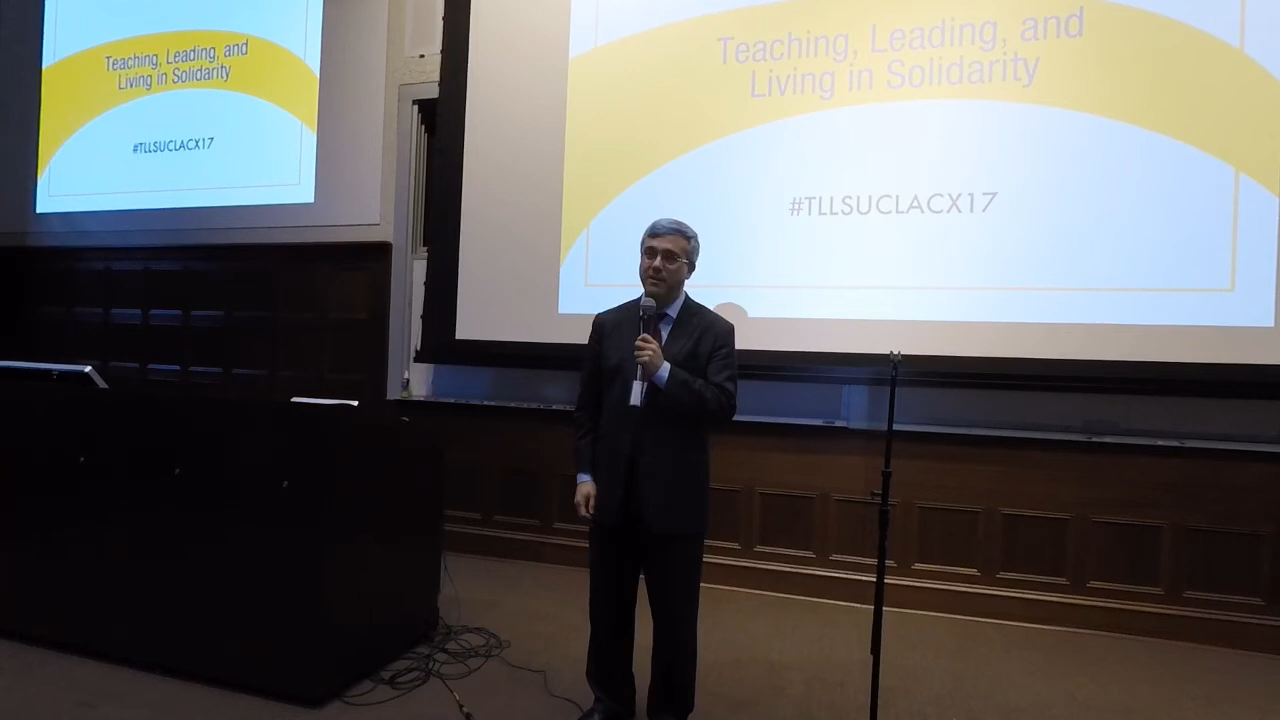 Teaching, Leading, and
Living in Solidarity
#TLLSUCLACX17
Teaching, Leading, and
Living in Solidarity
#TLLSUCLACX17